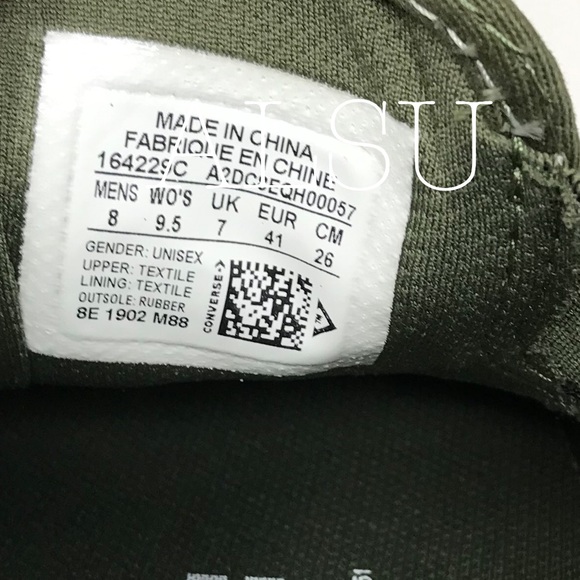 ALSU
MADE IN CHINA
FABRIQUE EN CHINE
164229C
MENS WO'S UK EUR CM
8 9.5 7 41 26
GENDER: UNISEX
UPPER: TEXTILE
LINING: TEXTILE
OUTSOLE: RUBBER
8E 1902 M88
CONVERSE